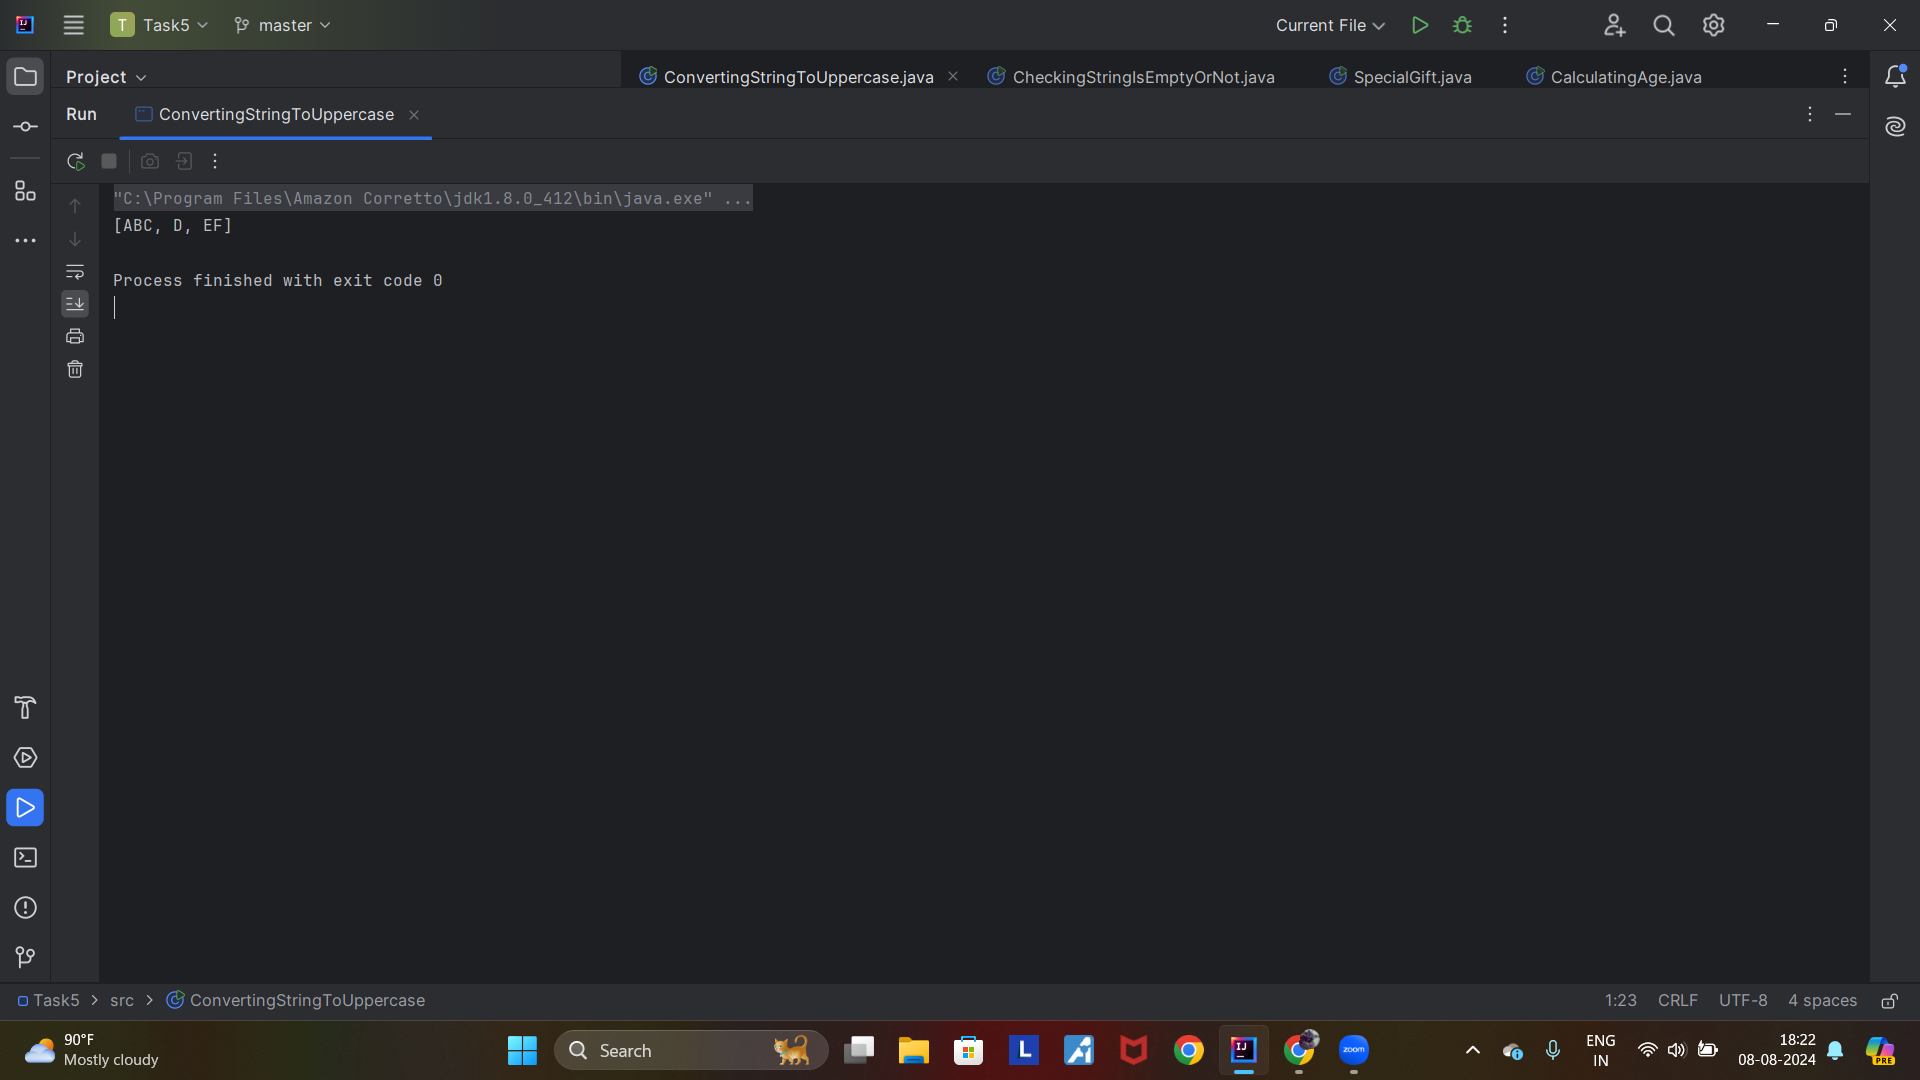 T Task5 master Current File
Project ConvertingStringToUppercase.java CheckingStringIsEmptyOrNot.java SpecialGift.java CalculatingAge.java
Run ConvertingStringToUppercase
"C:\Program Files\Amazon Corretto\jdk1.8.0_412\bin\java.exe" ...
[ABC, D, EF]
Process finished with exit code 0
Task5 > src > ConvertingStringToUppercase 1:23 CRLF UTF-8 4 spaces
90°F
Mostly cloudy
Search
L
IJ
zoom
ENG
IN
18:22
08-08-2024
PRE